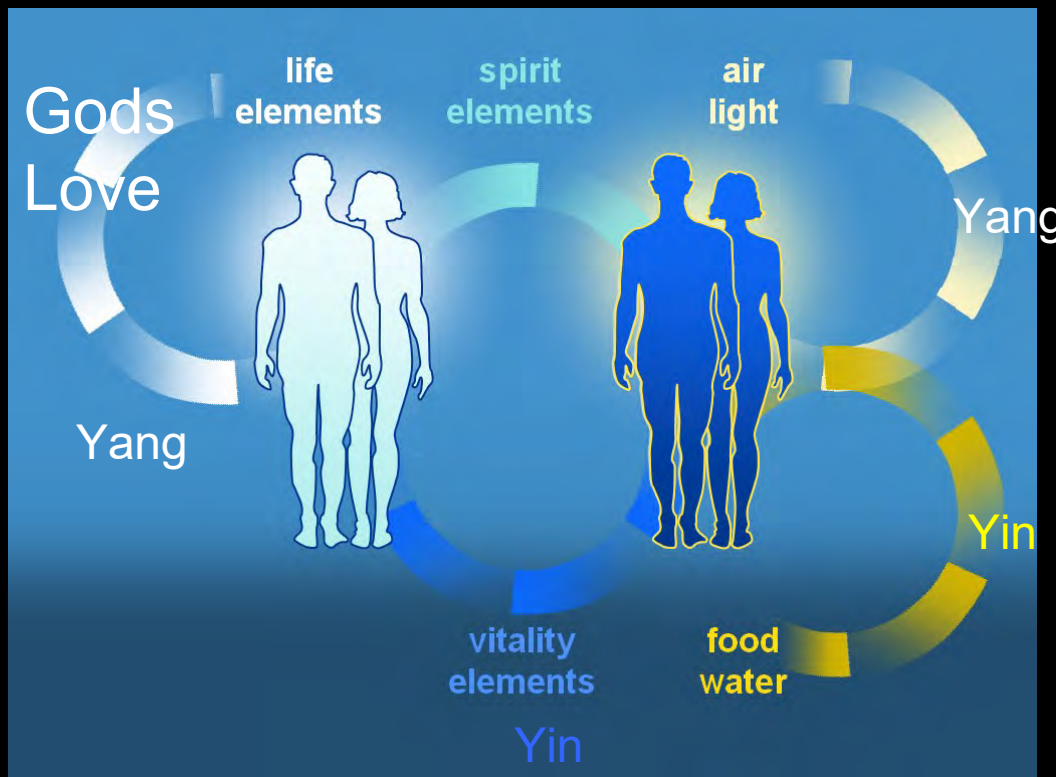 life
elements
spirit
elements
air
light
Gods
Love
Yang
Yang
Yin
vitality
elements
food
water
Yin